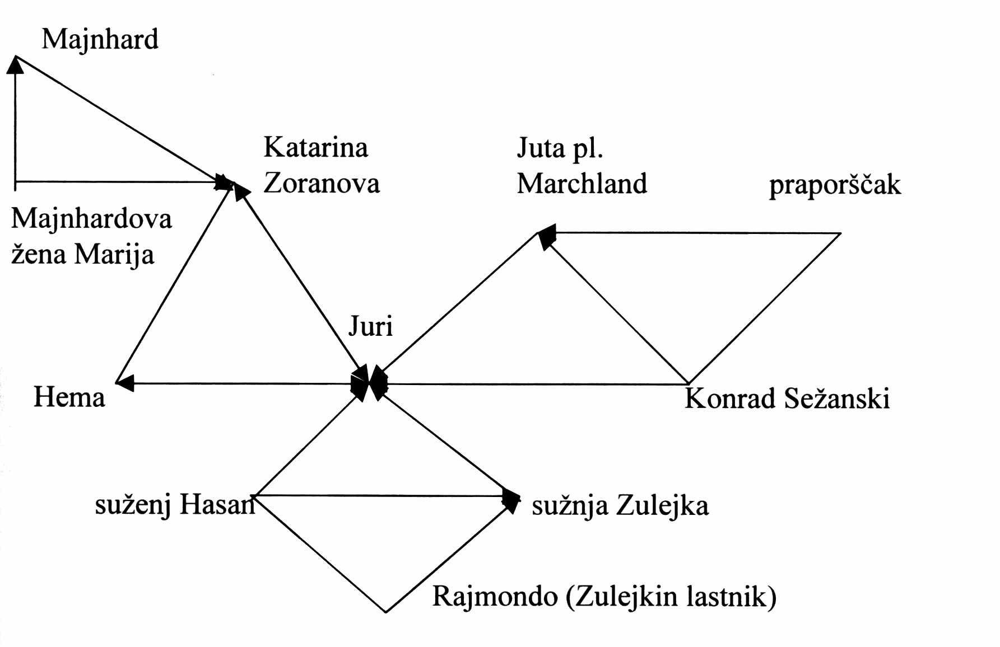 Majnhard
Katarina
Zoranova
Juta pl.
Marchland
praporščak
Majnhardova
žena Marija
Juri
Hema
Konrad Sežanski
suženj Hasan
sužnja Zulejka
Rajmondo (Zulejkin lastnik)